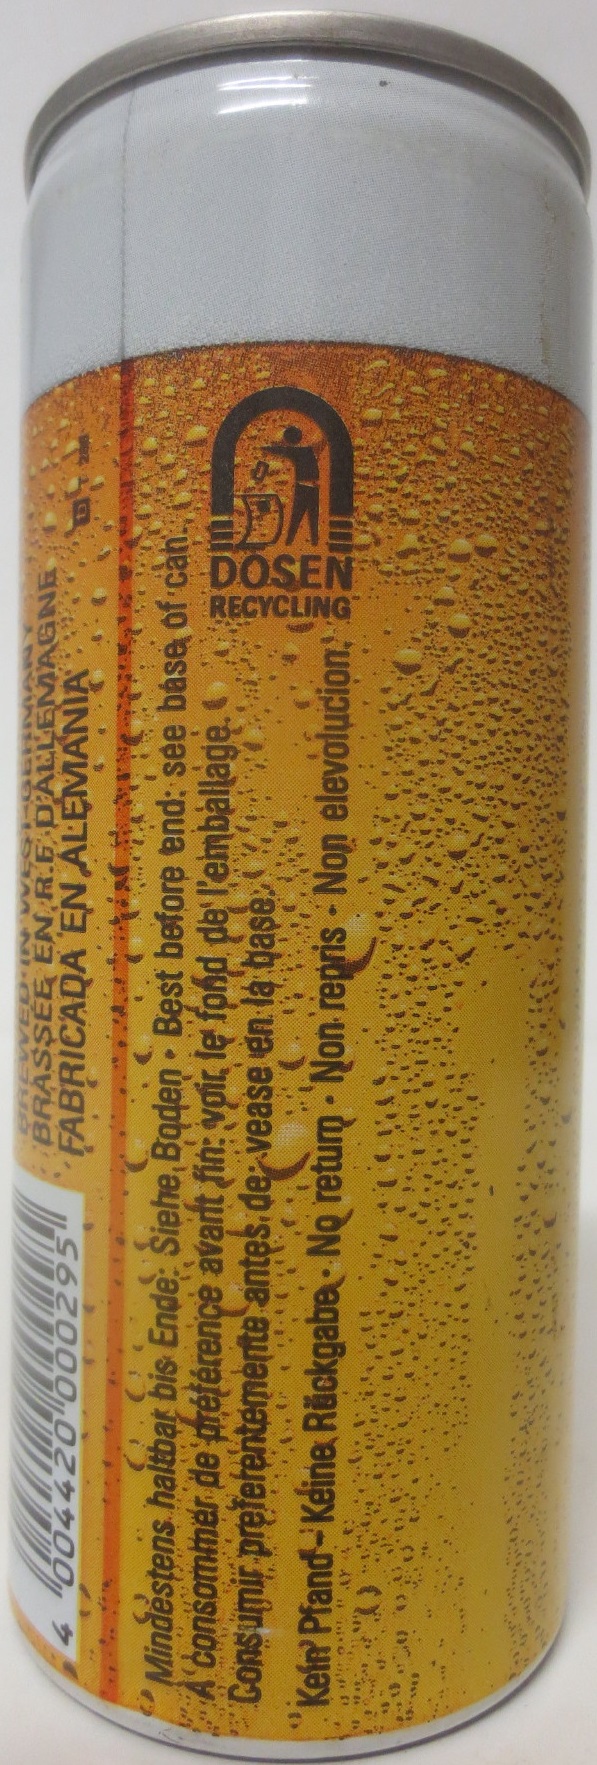 BREWED IN WEST-GERMANY
BRASSÉE EN R.F. D'ALLEMAGNE
FABRICADA EN ALEMANIA
4 004420 000295
Mindestens haltbar bis Ende: Siehe Boden · Best before end: see base of can.
A consommer de préférence avant fin: voir le fond de l'emballage.
Consumir preferentemente antes de: vease en la base.
Kein Pfand - Keine Rückgabe · No return · Non repris · Non elevolucion.
DOSEN
RECYCLING